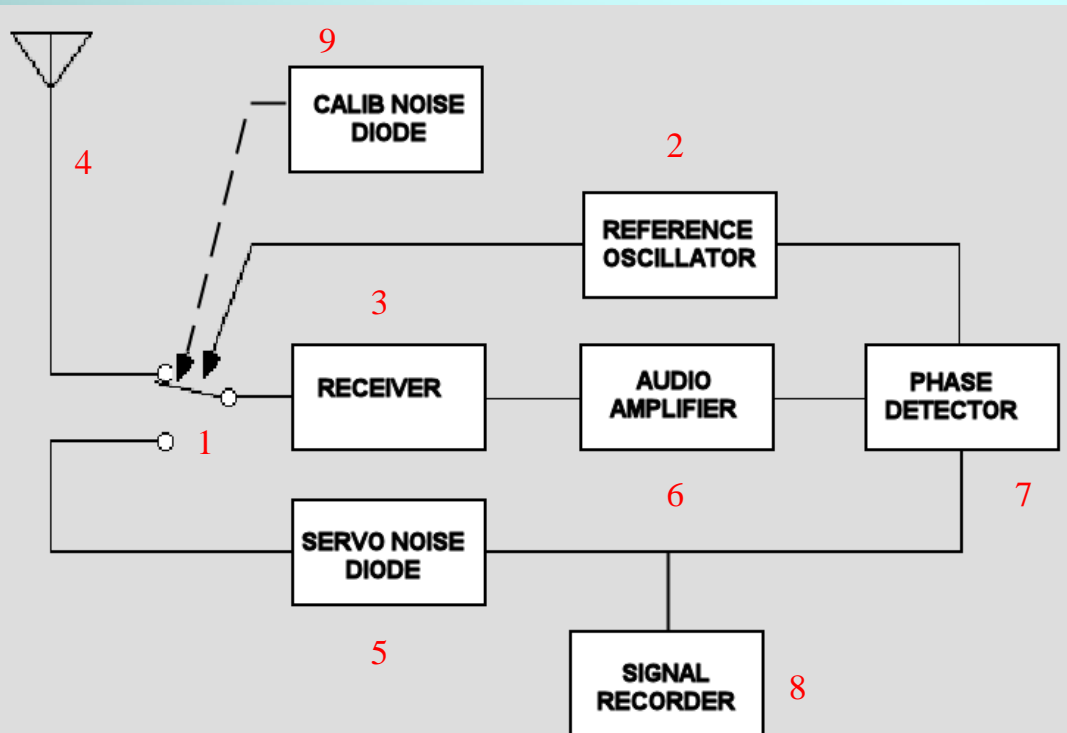 9
CALIB NOISE
DIODE
4
2
REFERENCE
OSCILLATOR
3
RECEIVER
AUDIO
AMPLIFIER
PHASE
DETECTOR
1
6
7
SERVO NOISE
DIODE
5
SIGNAL
RECORDER
8